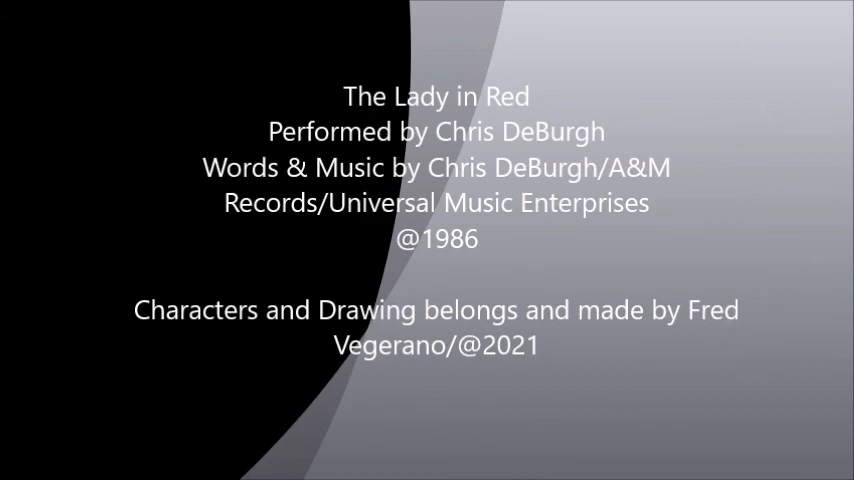 The Lady in Red
Performed by Chris DeBurgh
Words & Music by Chris DeBurgh/A&M
Records/Universal Music Enterprises
@1986
Characters and Drawing belongs and made by Fred
Vegerano/@2021